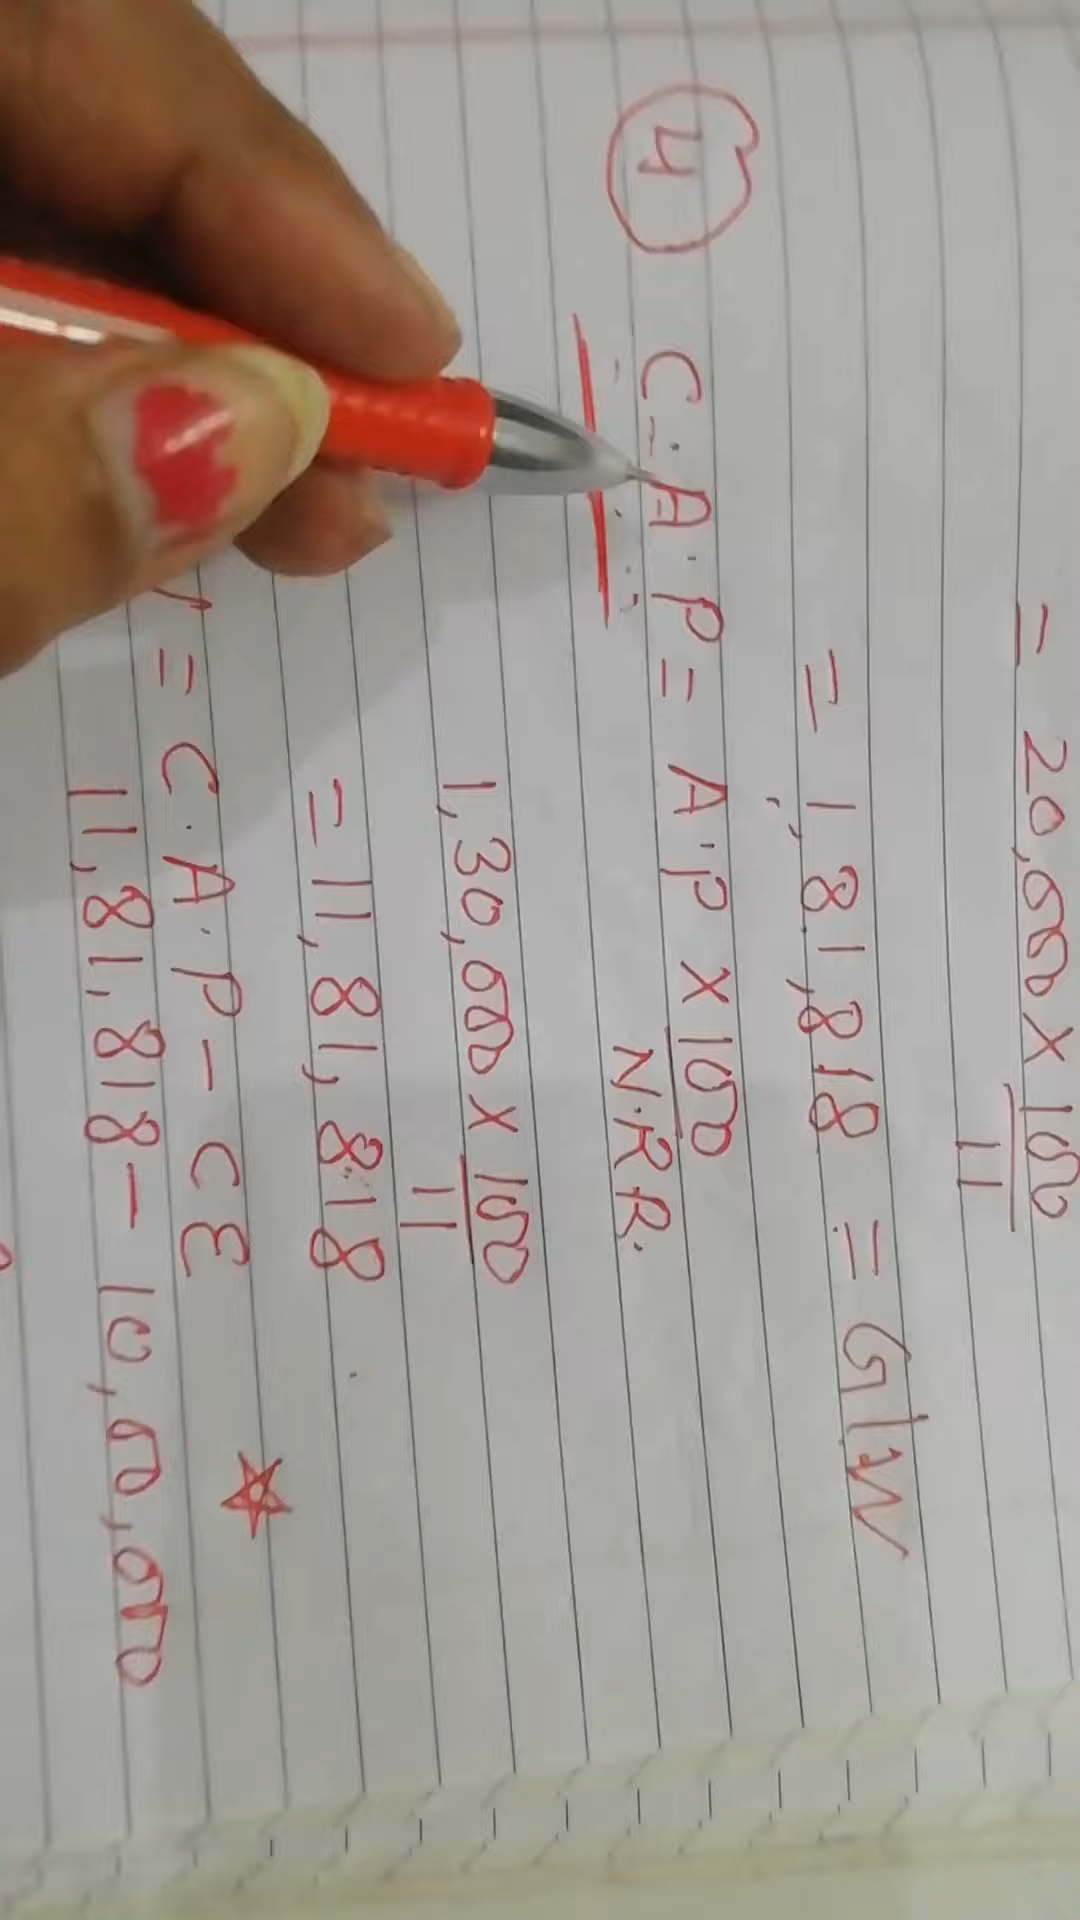 = 20,000 × 100
11
= 1,81,818 = G/W
4 C.A.P = A.P × 100
N.R.R.
1,30,000 × 100
11
= 11,81,818
= C.A.P - CE
11,81,818 - 10,00,000